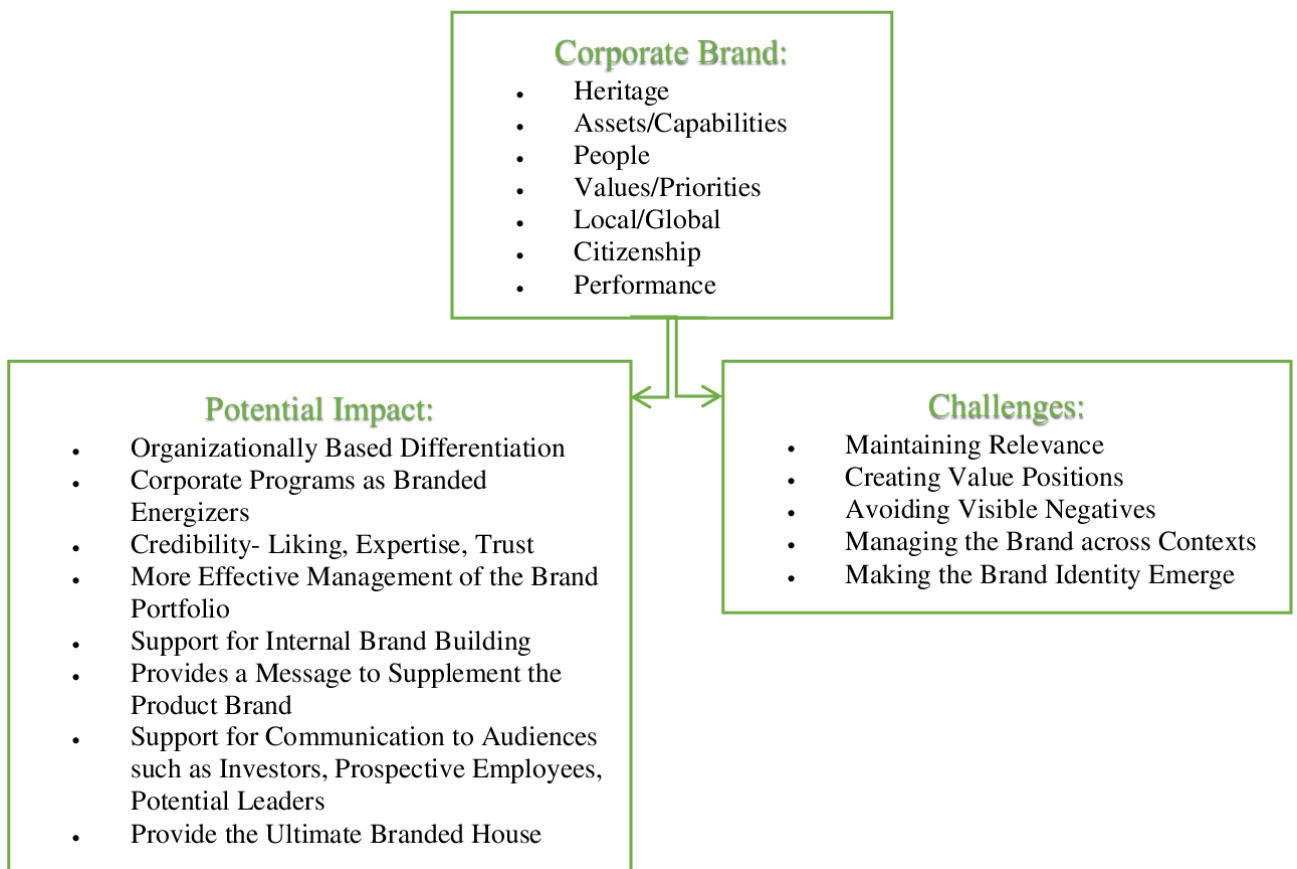 Corporate Brand:
• Heritage
• Assets/Capabilities
• People
• Values/Priorities
• Local/Global
• Citizenship
• Performance
Potential Impact:
• Organizationally Based Differentiation
• Corporate Programs as Branded
Energizers
• Credibility- Liking, Expertise, Trust
• More Effective Management of the Brand
Portfolio
• Support for Internal Brand Building
• Provides a Message to Supplement the
Product Brand
• Support for Communication to Audiences
such as Investors, Prospective Employees,
Potential Leaders
• Provide the Ultimate Branded House
Challenges:
• Maintaining Relevance
• Creating Value Positions
• Avoiding Visible Negatives
• Managing the Brand across Contexts
• Making the Brand Identity Emerge